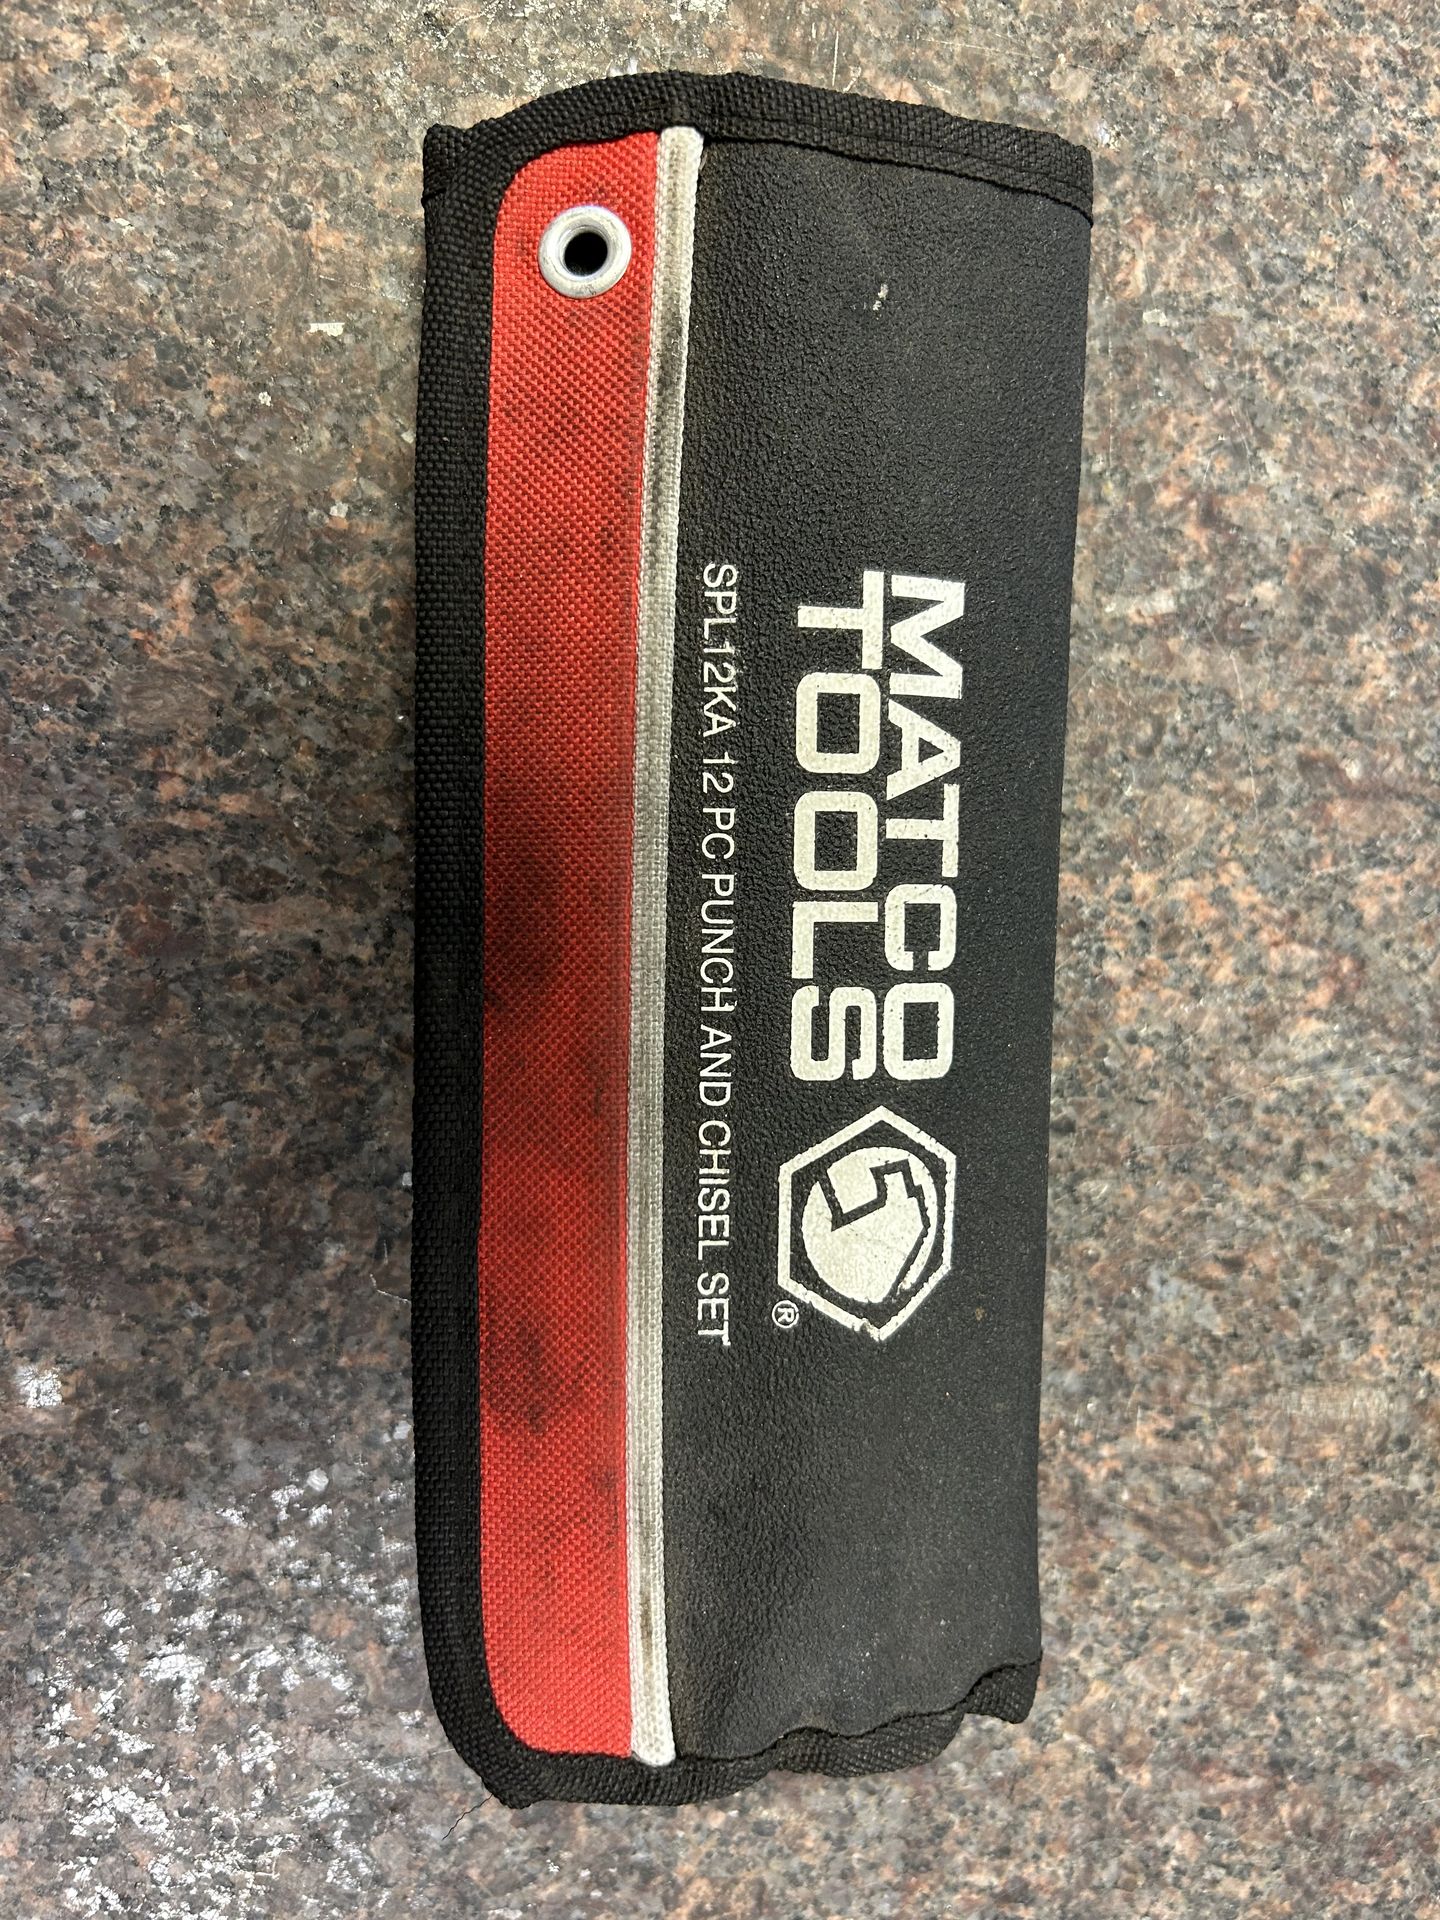 MATCO
TOOLS
®
SPL12KA 12 PC PUNCH AND CHISEL SET